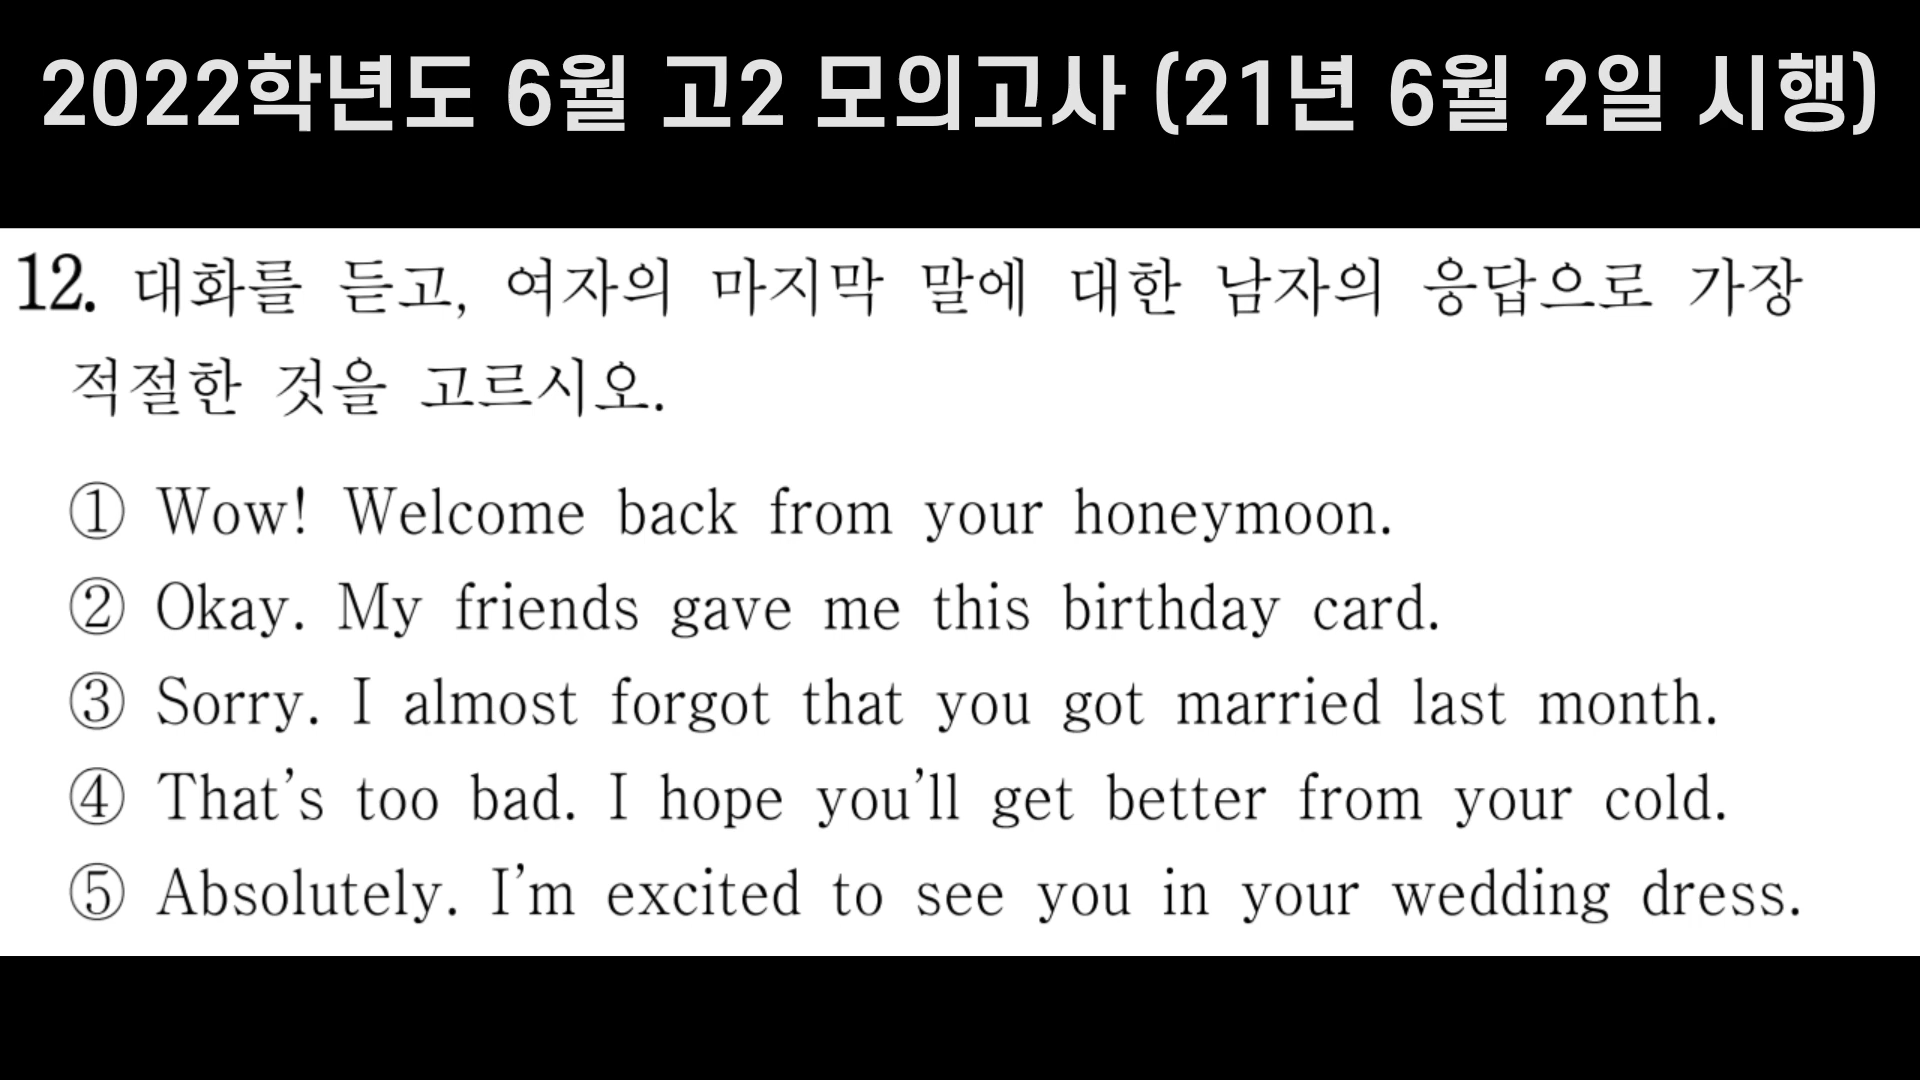 2022학년도 6월 고2 모의고사 (21년 6월 2일 시행)
12. 대화를 듣고, 여자의 마지막 말에 대한 남자의 응답으로 가장
적절한 것을 고르시오.
① Wow! Welcome back from your honeymoon.
② Okay. My friends gave me this birthday card.
③ Sorry. I almost forgot that you got married last month.
④ That's too bad. I hope you'll get better from your cold.
⑤ Absolutely. I'm excited to see you in your wedding dress.